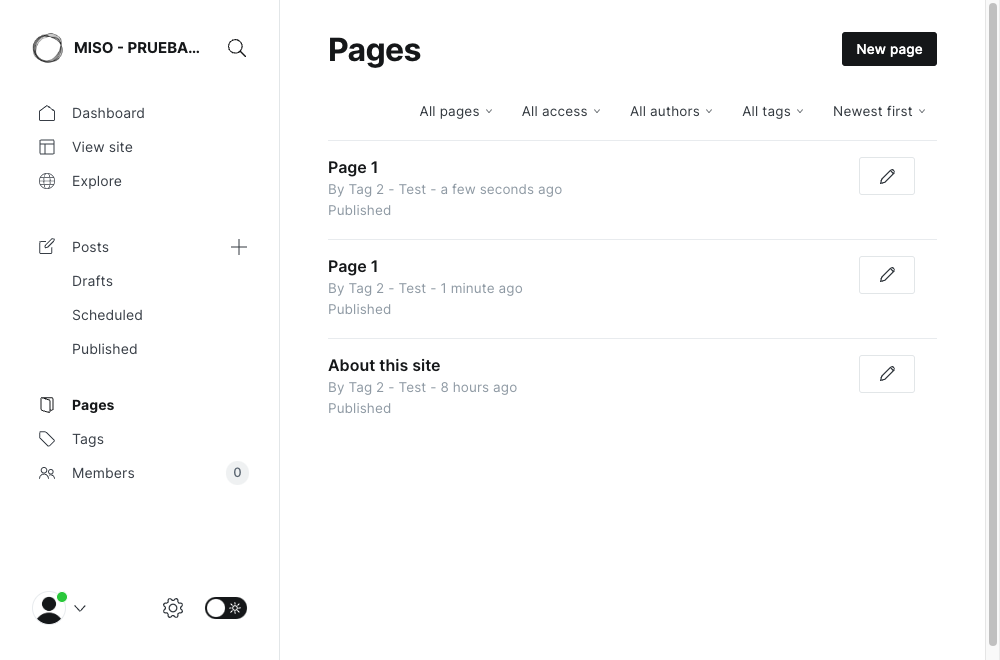 MISO - PRUEBA...
Dashboard
View site
Explore
Posts
Drafts
Scheduled
Published
Pages
Tags
Members
0
Pages
New page
All pages
All access
All authors
All tags
Newest first
Page 1
By Tag 2 - Test - a few seconds ago
Published
Page 1
By Tag 2 - Test - 1 minute ago
Published
About this site
By Tag 2 - Test - 8 hours ago
Published